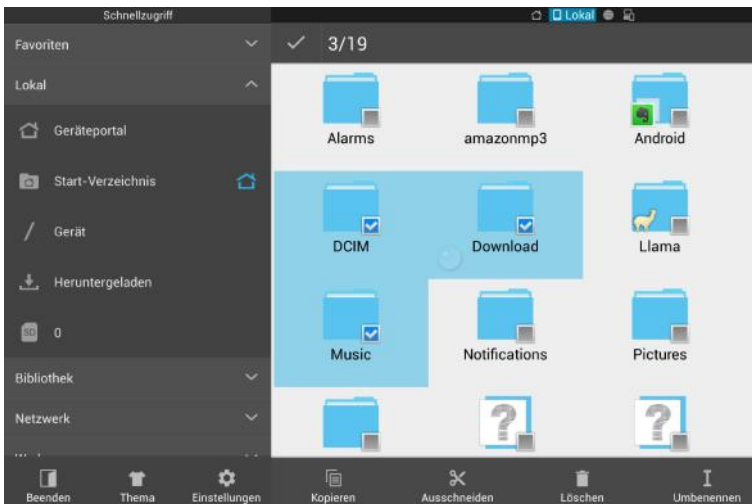 Schnellzugriff
Lokal
Favoriten
3/19
Lokal
Geräteportal
Start-Verzeichnis
Gerät
Heruntergeladen
SD 0
Bibliothek
Netzwerk
Alarms amazonmp3 Android
DCIM Download Llama
Music Notifications Pictures
? ?
Beenden Thema Einstellungen
Kopieren Ausschneiden Löschen Umbenennen